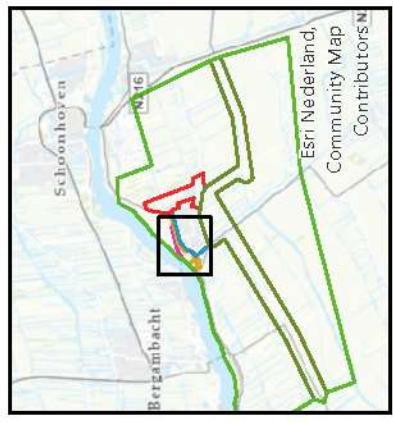 Schoonhoven
N216
Bergambacht
Esri Nederland,
Community Map
Contributors